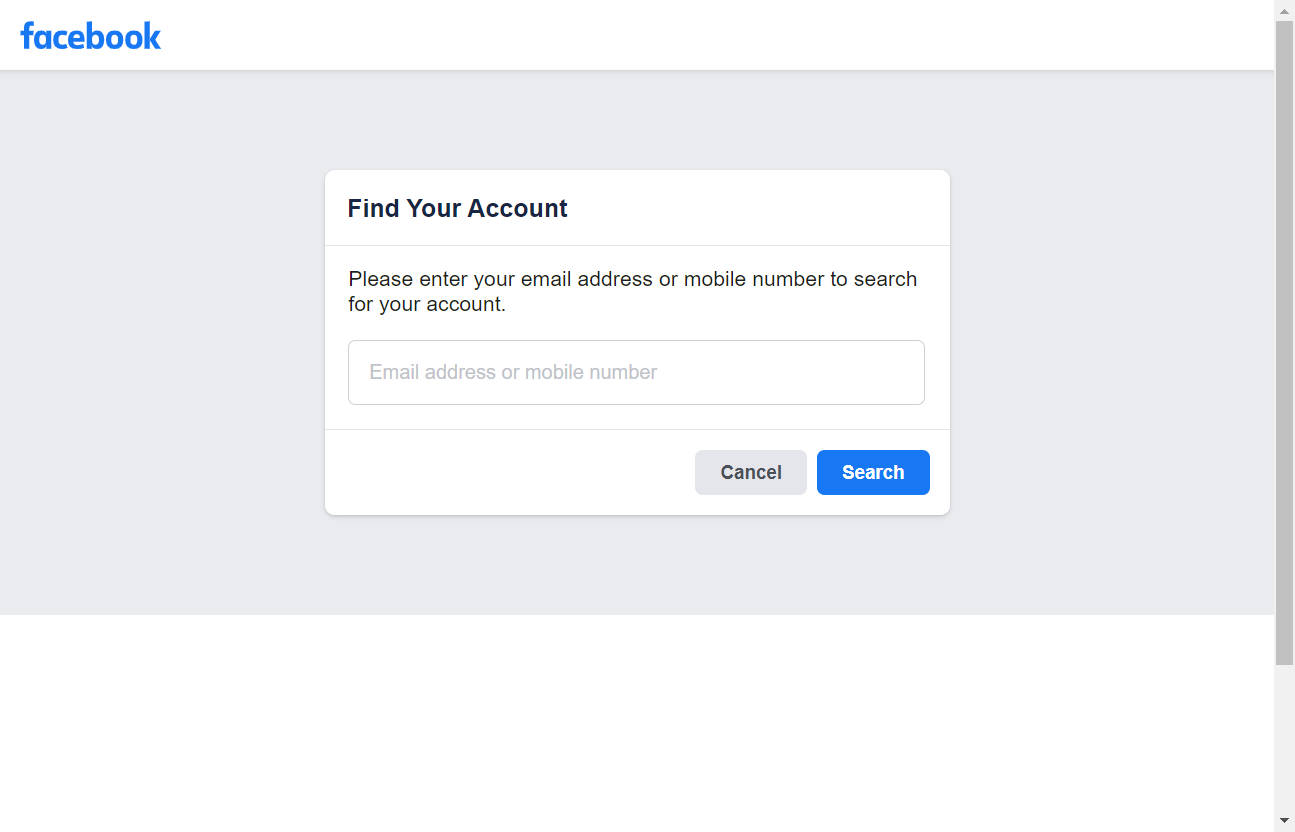 facebook
Find Your Account
Please enter your email address or mobile number to search
for your account.
Email address or mobile number
Cancel
Search